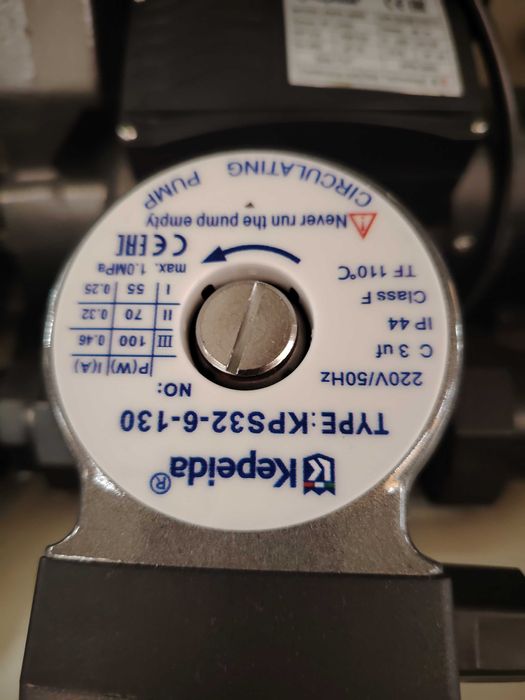 Kepeida®
TYPE:KPS32-6-130
220V/50Hz
C 3 uf
IP 44
Class F
TF 110°C
NO:
P(W) I(A)
III 100 0.46
II 70 0.32
I 55 0.25
max. 1.0MPa
CE EAC
Never run the pump empty
CIRCULATING PUMP